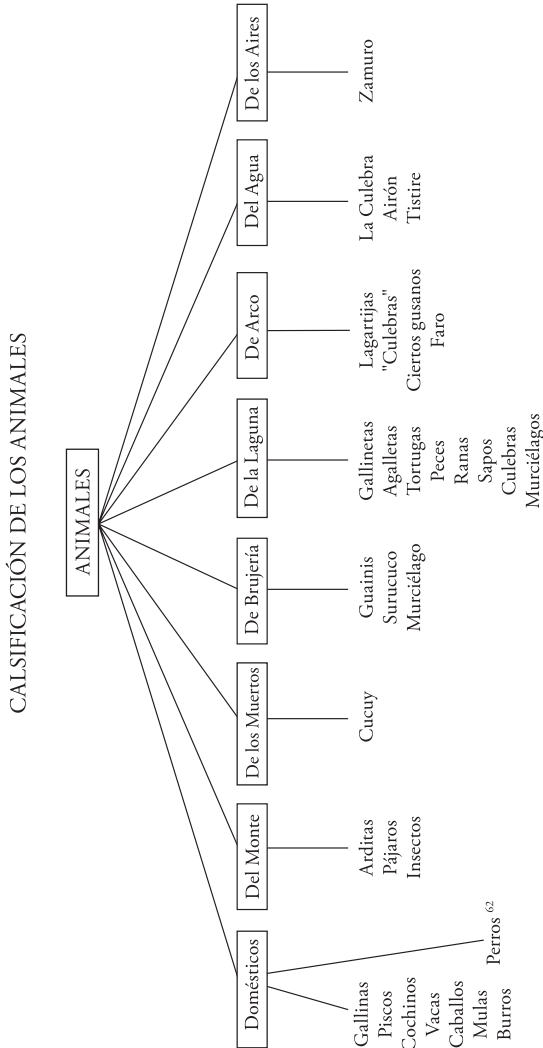 CALSIFICACIÓN DE LOS ANIMALES
ANIMALES
Domésticos
Gallinas
Piscos
Cochinos
Vacas
Caballos
Mulas
Burros
Perros 62
Del Monte
Arditas
Pájaros
Insectos
De los Muertos
Cucuy
De Brujería
Guainis
Surucuco
Murciélago
De la Laguna
Gallinetas
Agalletas
Tortugas
Peces
Ranas
Sapos
Culebras
Murciélagos
De Arco
Lagartijas
"Culebras"
Ciertos gusanos
Faro
Del Agua
La Culebra
Airón
Tistire
De los Aires
Zamuro